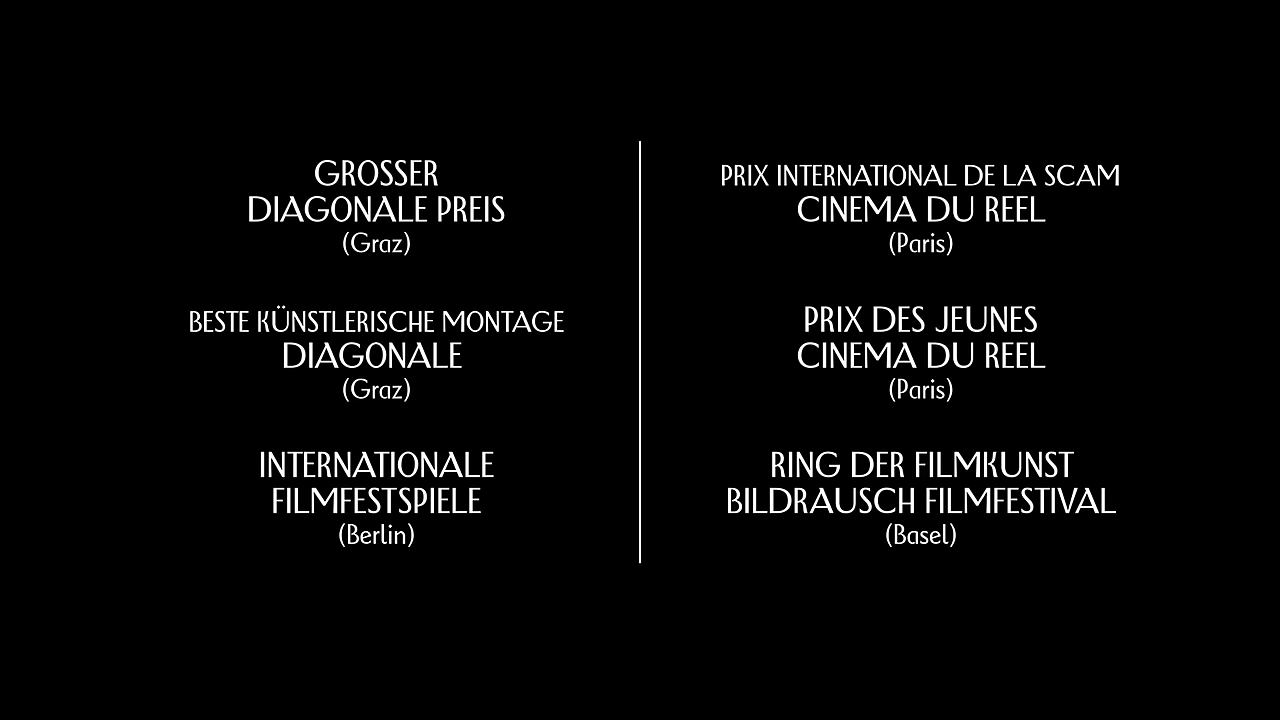 GROSSER
DIAGONALE PREIS
(Graz)
BESTE KÜNSTLERISCHE MONTAGE
DIAGONALE
(Graz)
INTERNATIONALE
FILMFESTSPIELE
(Berlin)
PRIX INTERNATIONAL DE LA SCAM
CINEMA DU REEL
(Paris)
PRIX DES JEUNES
CINEMA DU REEL
(Paris)
RING DER FILMKUNST
BILDRAUSCH FILMFESTIVAL
(Basel)